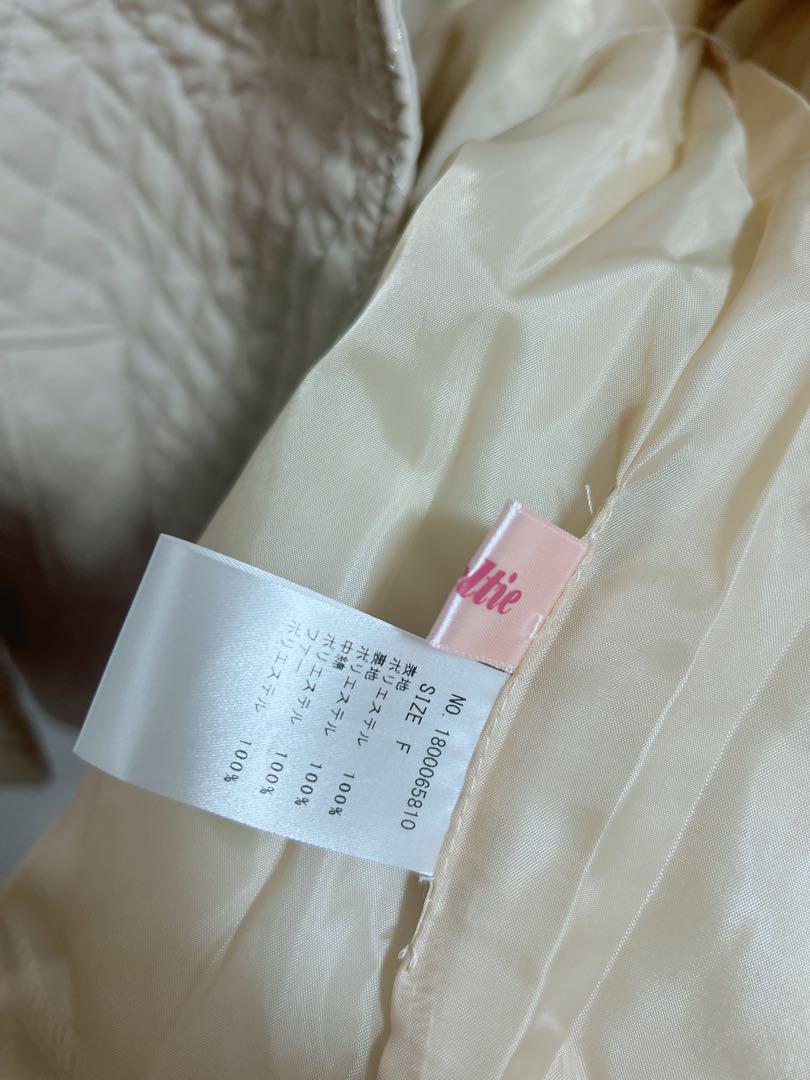 ltie
NO. 1800065810
SIZE F
表地
ポリエステル 100%
裏地
ポリエステル 100%
中綿
ポリエステル 100%
ファー
ポリエステル 100%